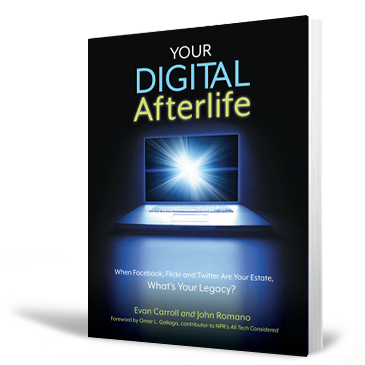 YOUR
DIGITAL
Afterlife
When Facebook, Flickr and Twitter Are Your Estate,
What's Your Legacy?
Evan Carroll and John Romano
Foreword by Omar L. Gallaga, contributor to NPR's All Tech Considered